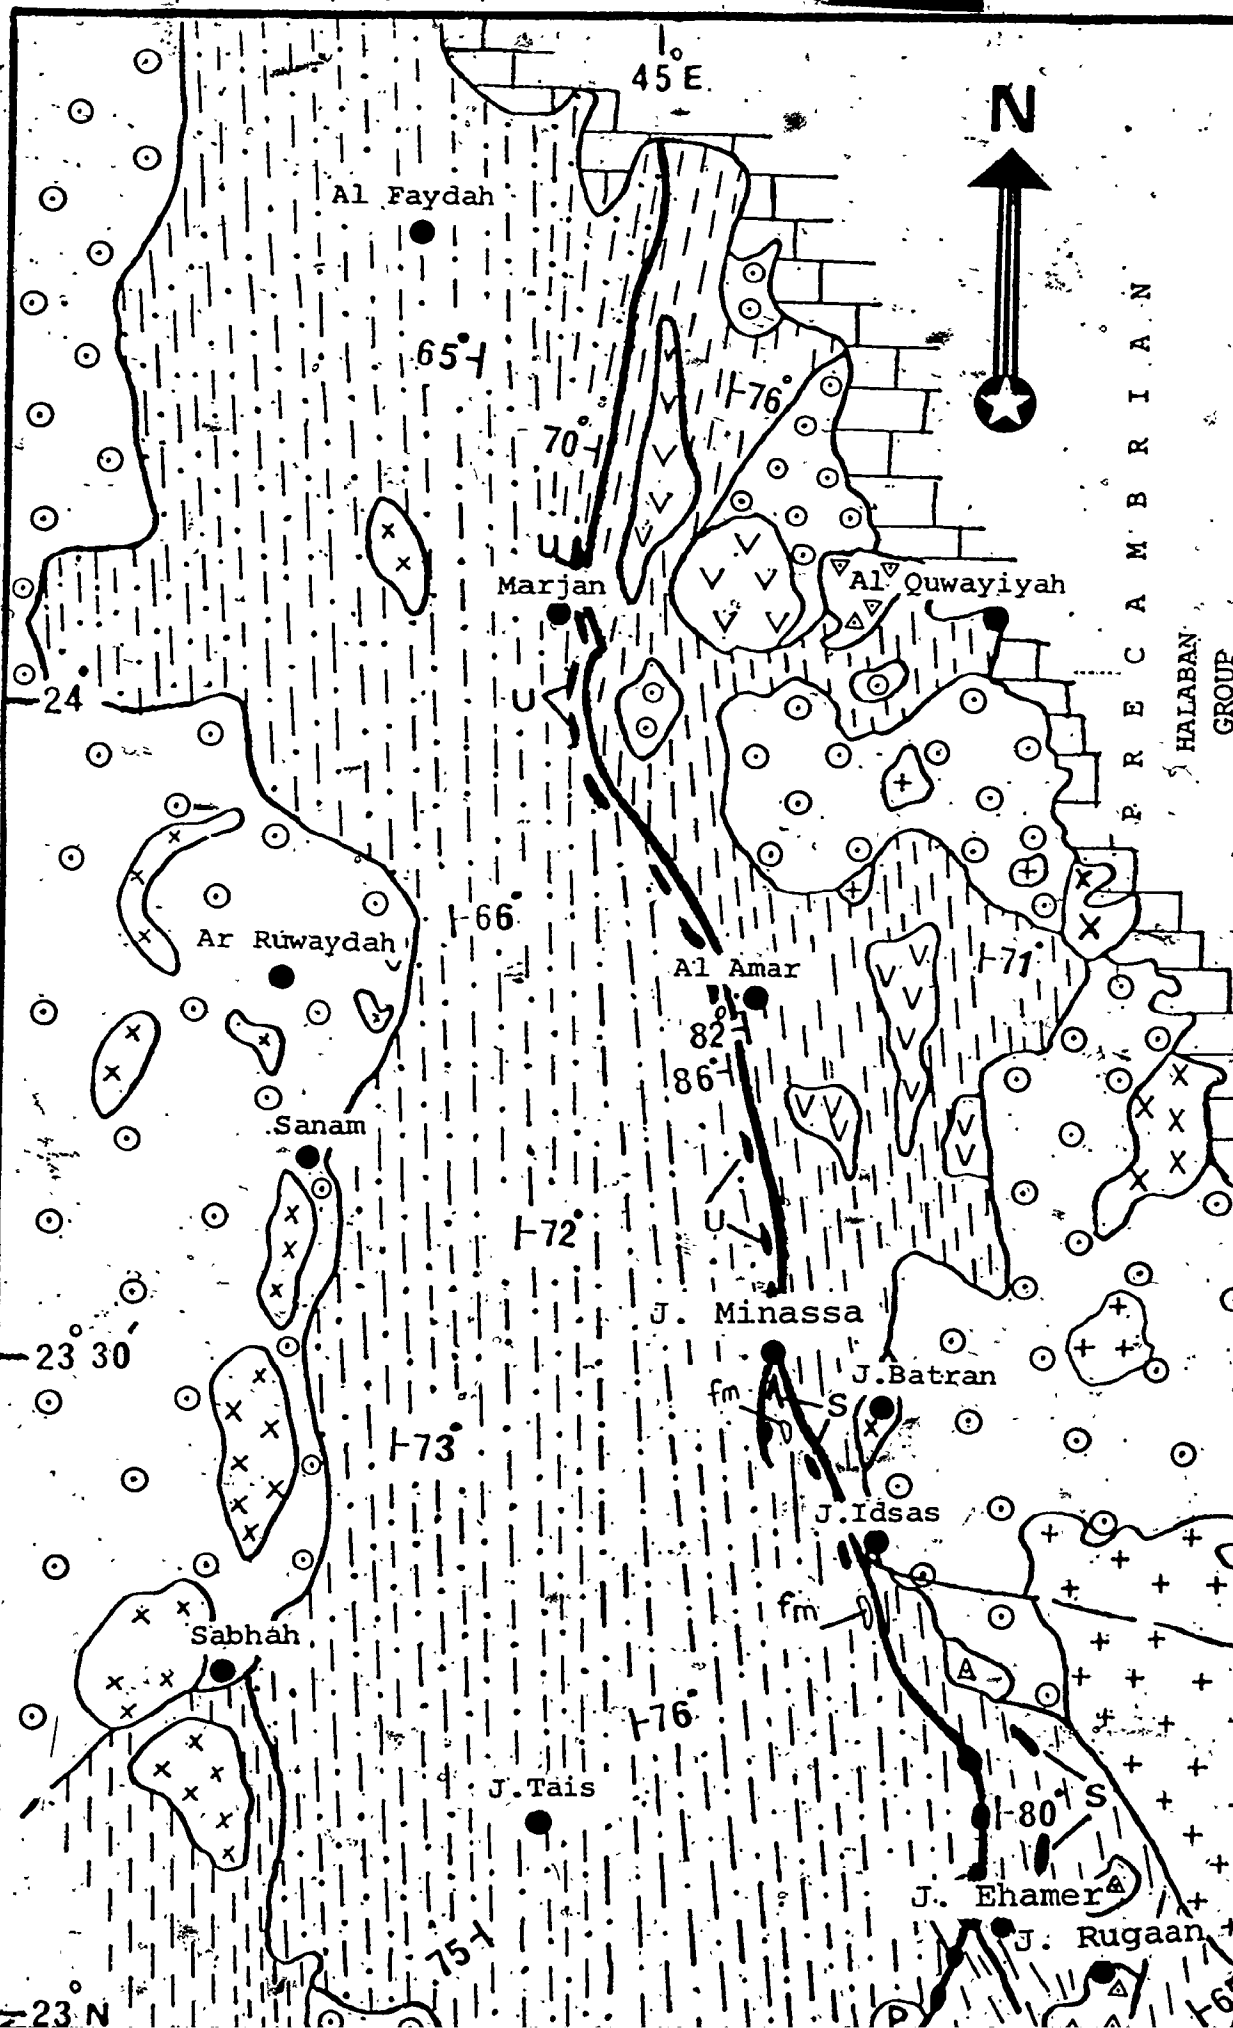 45°E
N
Al Faydah
65°
76°
70°
U
Marjan
Al Quwayiyah
PRECAMBRIAN
HALABAN
GROUP
24°
U
66°
Ar Ruwaydah
71°
Al Amar
82°
86°
Sanam
72°
U
J. Minassa
23°30'
J.Batran
fm
S
73°
J.Idsas
fm
Sabhah
76°
J.Tais
S
80°
J. Ehamer
J. Rugaan
75
23°N
P